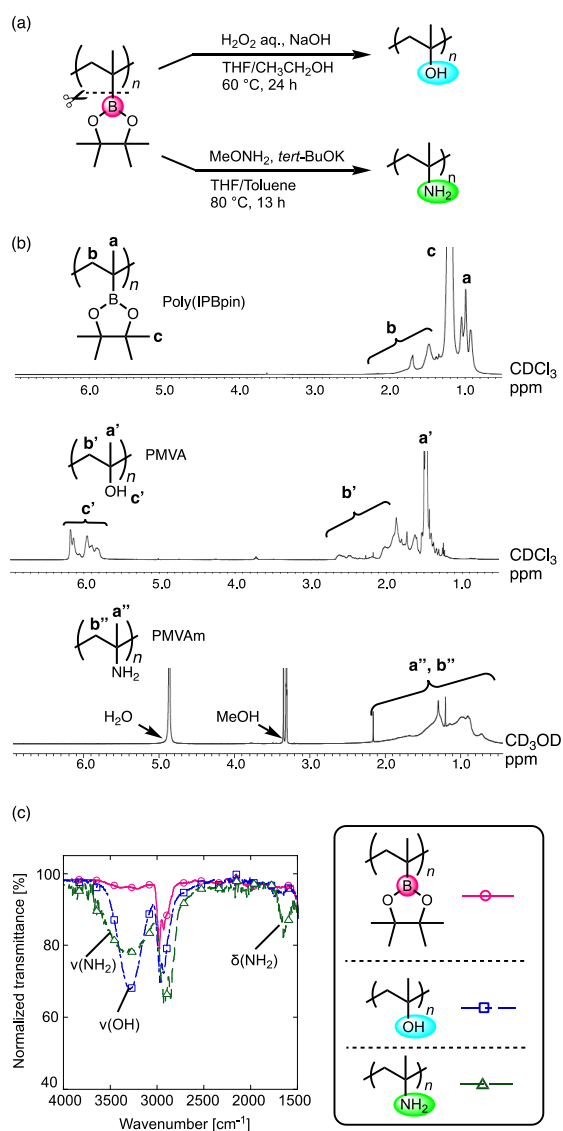 (a)
H2O2 aq., NaOH
THF/CH3CH2OH
60 °C, 24 h
n
B
O O
n
OH
MeONH2, tert-BuOK
THF/Toluene
80 °C, 13 h
n
NH2
(b)
b a
n
B
O O
c
Poly(IPBpin)
c
a
b
CDCl3
6.0 5.0 4.0 3.0 2.0 1.0 ppm
b' a'
n
OH c'
PMVA
c'
b'
a'
CDCl3
6.0 5.0 4.0 3.0 2.0 1.0 ppm
b'' a''
n
NH2
PMVAm
H2O
MeOH
a'', b''
CD3OD
6.0 5.0 4.0 3.0 2.0 1.0 ppm
(c)
Normalized transmittance [%]
100
80
60
40
ν(NH2)
ν(OH)
δ(NH2)
4000 3500 3000 2500 2000 1500
Wavenumber [cm-1]
n
B
O O
n
OH
n
NH2